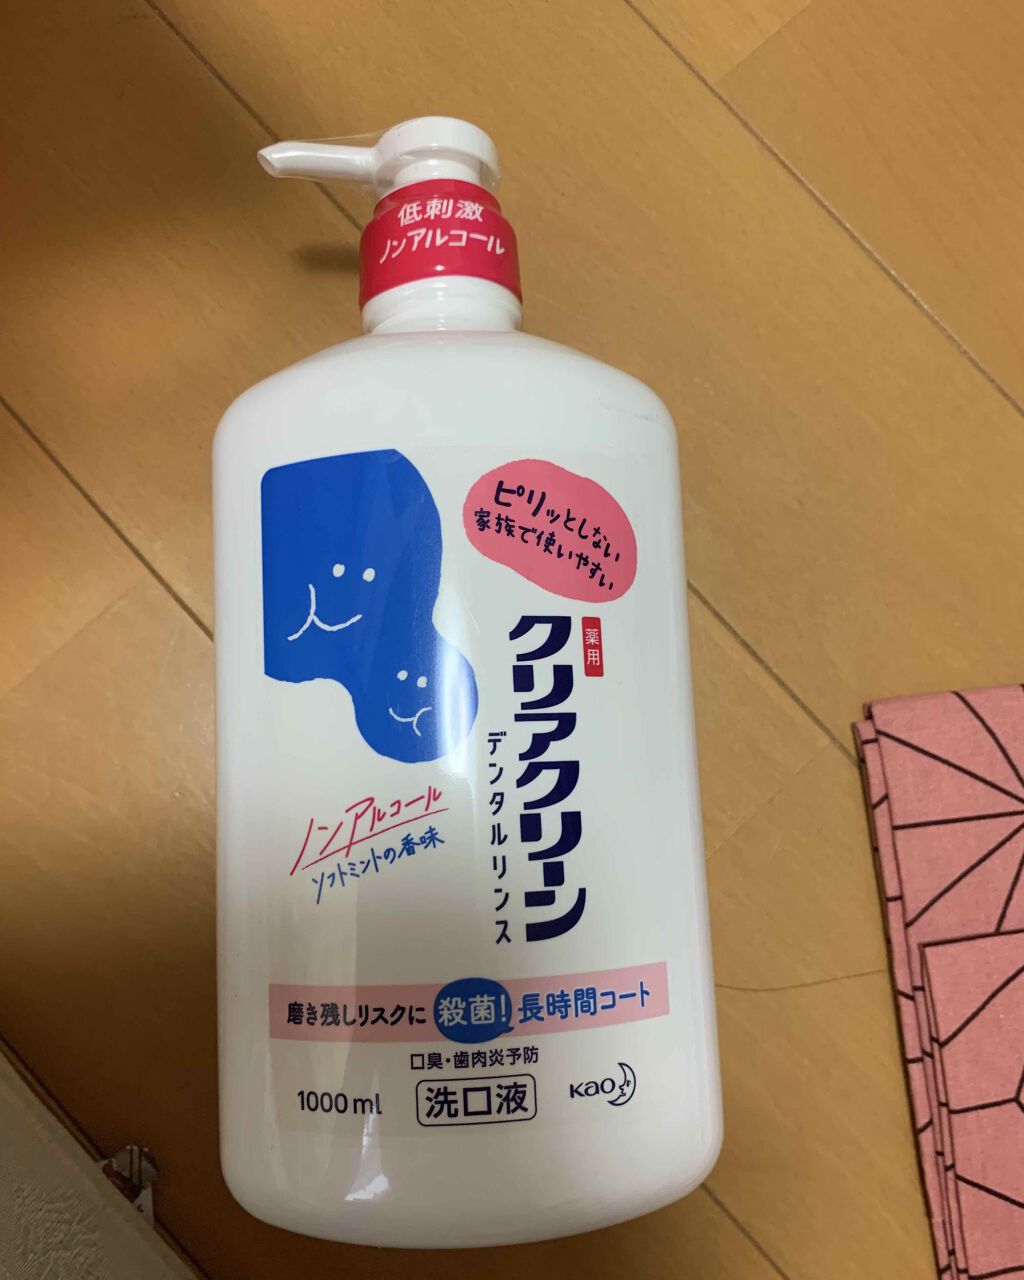 低刺激
ノンアルコール
ピリッとしない
家族で使いやすい
薬用
クリアクリーン
デンタルリンス
ノンアルコール
ソフトミントの香味
磨き残しリスクに殺菌!長時間コート
口臭・歯肉炎予防
1000ml
洗口液
Kao